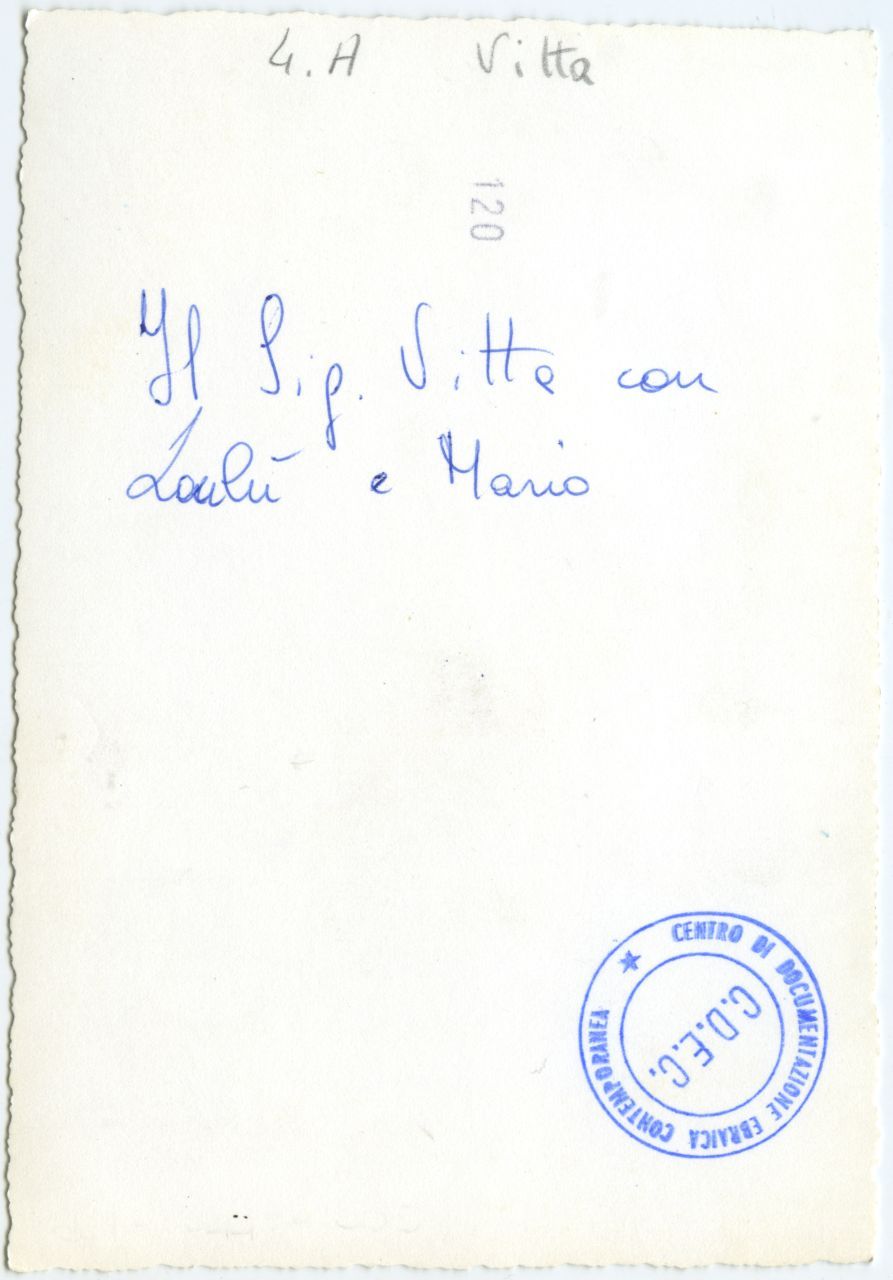 4.A Vitta
120
Il Sig. Vitta con
Loulù e Mario
CENTRO DI DOCUMENTAZIONE EBRAICA CONTEMPORANEA
C.D.E.C.